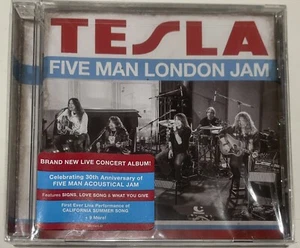 TESLA
FIVE MAN LONDON JAM
BRAND NEW LIVE CONCERT ALBUM!
Celebrating 30th Anniversary of
FIVE MAN ACOUSTICAL JAM
Features SIGNS, LOVE SONG & WHAT YOU GIVE
First Ever Live Performance of
CALIFORNIA SUMMER SONG
& More!